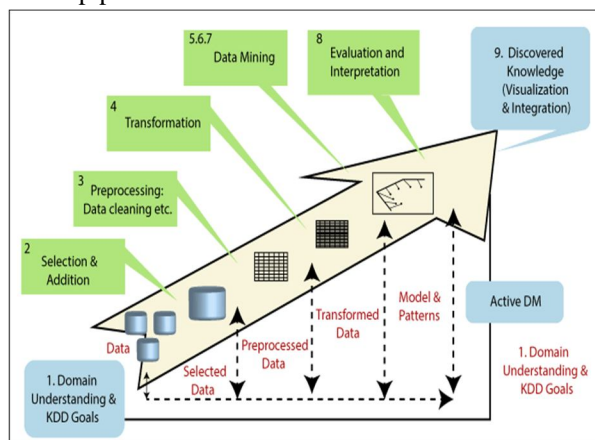 5.6.7
Data Mining
8
Evaluation and
Interpretation
9. Discovered
Knowledge
(Visualization
& Integration)
4
Transformation
3
Preprocessing:
Data cleaning etc.
2
Selection &
Addition
Data
Selected
Data
Preprocessed
Data
Transformed
Data
Model &
Patterns
Active DM
1. Domain
Understanding &
KDD Goals
1. Domain
Understanding
& KDD Goals